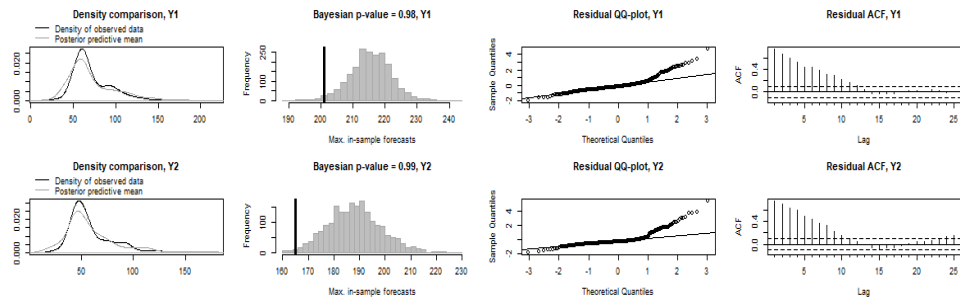 Density comparison, Y1
Density of observed data
Posterior predictive mean
0.000 0.020
0 50 100 150 200
Bayesian p-value = 0.98, Y1
Frequency
0 100 250
190 200 210 220 230 240
Max. in-sample forecasts
Residual QQ-plot, Y1
Sample Quantiles
-2 0 2 4
-3 -2 -1 0 1 2 3
Theoretical Quantiles
Residual ACF, Y1
ACF
0.0 0.4
0 5 10 15 20 25
Lag
Density comparison, Y2
Density of observed data
Posterior predictive mean
0.000 0.020
50 100 150
Bayesian p-value = 0.99, Y2
Frequency
0 100
160 170 180 190 200 210 220 230
Max. in-sample forecasts
Residual QQ-plot, Y2
Sample Quantiles
-2 0 2 4
-3 -2 -1 0 1 2 3
Theoretical Quantiles
Residual ACF, Y2
ACF
0.0 0.4
0 5 10 15 20 25
Lag